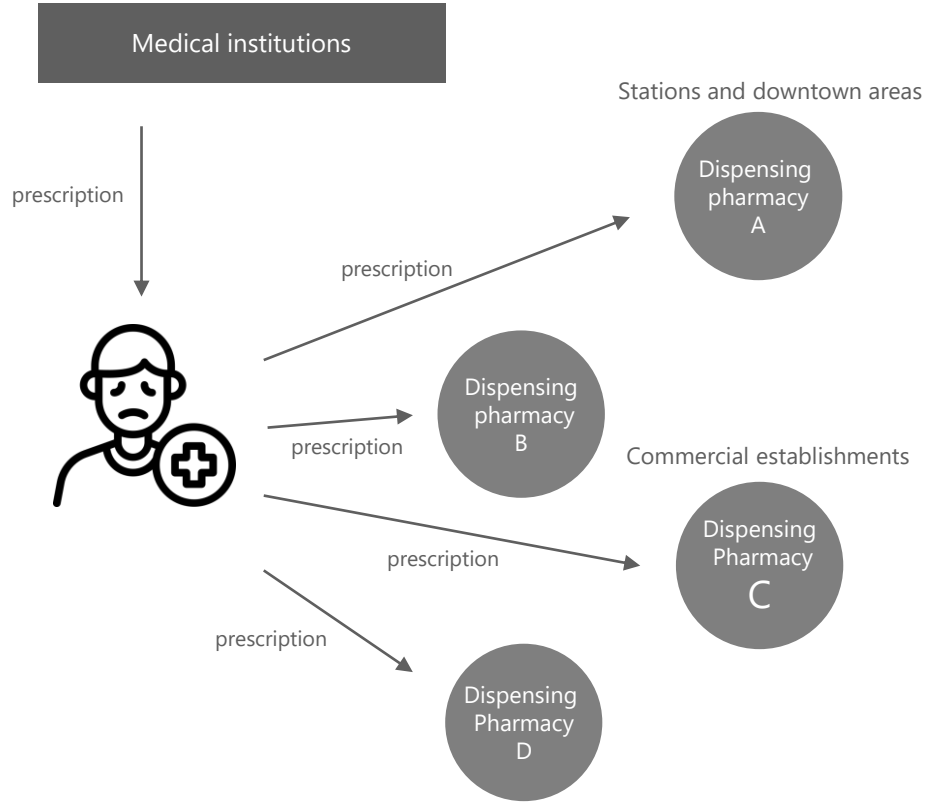 Medical institutions
Stations and downtown areas
prescription
Dispensing
pharmacy
A
prescription
Dispensing
pharmacy
B
prescription
Commercial establishments
Dispensing
Pharmacy
C
prescription
prescription
Dispensing
Pharmacy
D